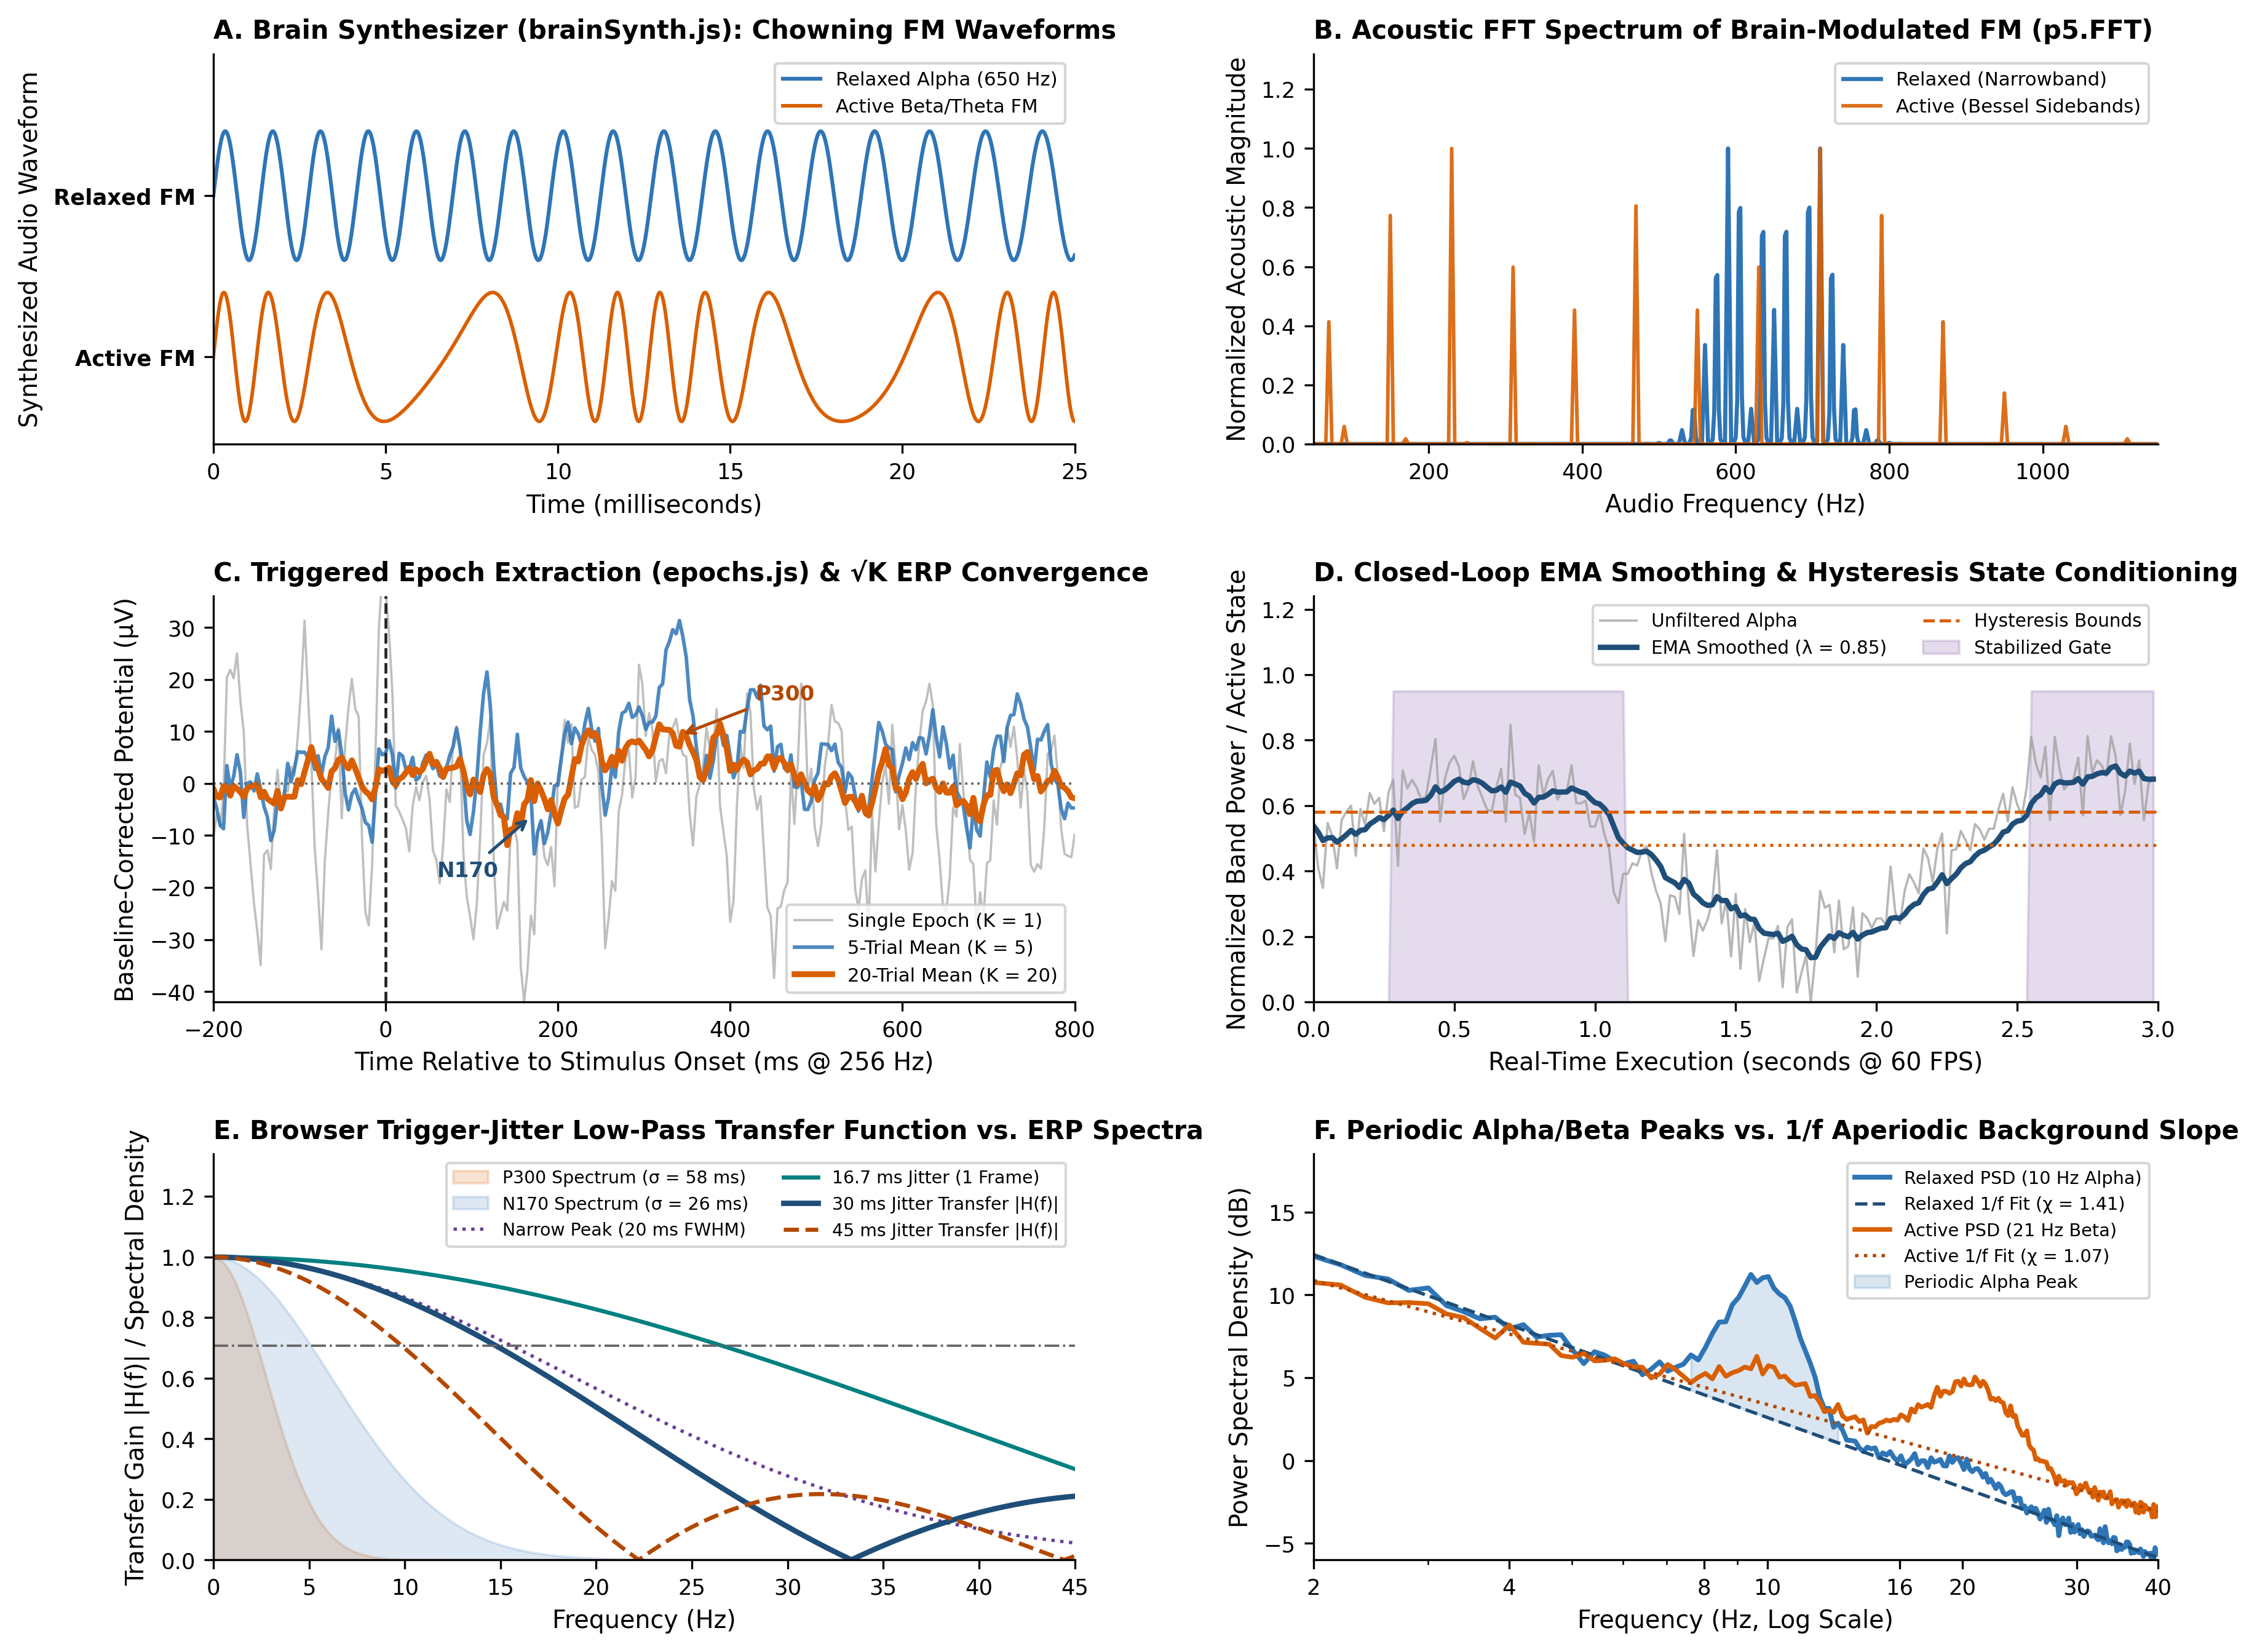 A. Brain Synthesizer (brainSynth.js): Chowning FM Waveforms
Synthesized Audio Waveform
Relaxed Alpha (650 Hz)
Active Beta/Theta FM
Relaxed FM
Active FM
0 5 10 15 20 25
Time (milliseconds)
B. Acoustic FFT Spectrum of Brain-Modulated FM (p5.FFT)
Normalized Acoustic Magnitude
Relaxed (Narrowband)
Active (Bessel Sidebands)
1.2
1.0
0.8
0.6
0.4
0.2
0.0
200 400 600 800 1000
Audio Frequency (Hz)
C. Triggered Epoch Extraction (epochs.js) & √K ERP Convergence
Baseline-Corrected Potential (μV)
30
20
10
0
−10
−20
−30
−40
P300
N170
Single Epoch (K = 1)
5-Trial Mean (K = 5)
20-Trial Mean (K = 20)
−200 0 200 400 600 800
Time Relative to Stimulus Onset (ms @ 256 Hz)
D. Closed-Loop EMA Smoothing & Hysteresis State Conditioning
Normalized Band Power / Active State
Unfiltered Alpha
EMA Smoothed (λ = 0.85)
Hysteresis Bounds
Stabilized Gate
1.2
1.0
0.8
0.6
0.4
0.2
0.0
0.0 0.5 1.0 1.5 2.0 2.5 3.0
Real-Time Execution (seconds @ 60 FPS)
E. Browser Trigger-Jitter Low-Pass Transfer Function vs. ERP Spectra
Transfer Gain |H(f)| / Spectral Density
P300 Spectrum (σ = 58 ms)
N170 Spectrum (σ = 26 ms)
Narrow Peak (20 ms FWHM)
16.7 ms Jitter (1 Frame)
30 ms Jitter Transfer |H(f)|
45 ms Jitter Transfer |H(f)|
1.2
1.0
0.8
0.6
0.4
0.2
0.0
0 5 10 15 20 25 30 35 40 45
Frequency (Hz)
F. Periodic Alpha/Beta Peaks vs. 1/f Aperiodic Background Slope
Power Spectral Density (dB)
Relaxed PSD (10 Hz Alpha)
Relaxed 1/f Fit (χ = 1.41)
Active PSD (21 Hz Beta)
Active 1/f Fit (χ = 1.07)
Periodic Alpha Peak
15
10
5
0
−5
2 4 8 10 16 20 30 40
Frequency (Hz, Log Scale)